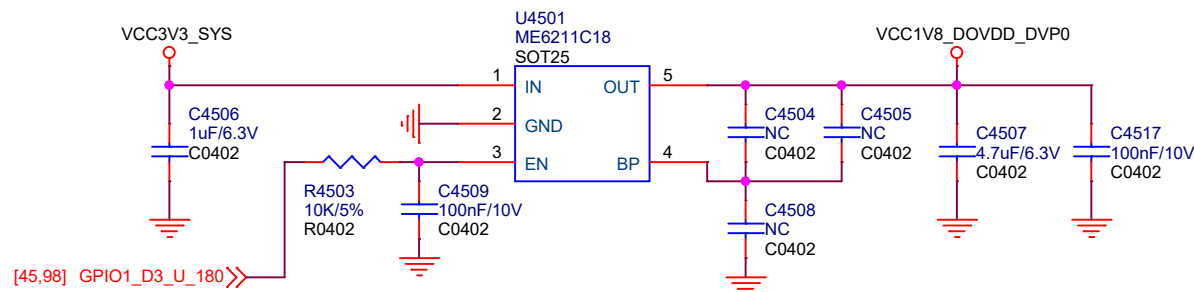 U4501
ME6211C18
SOT25
VCC3V3_SYS
VCC1V8_DOVDD_DVP0
1 IN OUT 5
2 GND
3 EN BP 4
C4506
1uF/6.3V
C0402
C4504
NC
C0402
C4505
NC
C0402
C4507
4.7uF/6.3V
C0402
C4517
100nF/10V
C0402
R4503
10K/5%
R0402
C4509
100nF/10V
C0402
C4508
NC
C0402
[45,98] GPIO1_D3_U_180